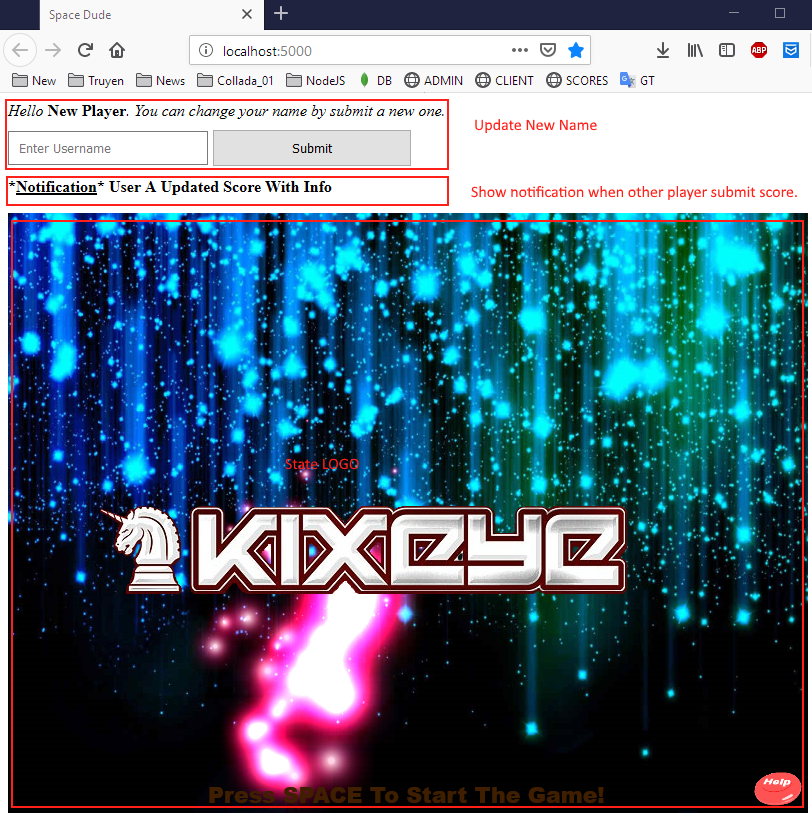 Space Dude
localhost:5000
ABP
New Truyen News Collada_01 NodeJS DB ADMIN CLIENT SCORES GT
Hello New Player. You can change your name by submit a new one.
Update New Name
Enter Username Submit
*Notification* User A Updated Score With Info
Show notification when other player submit score.
State LOGO
KIXEYE
Help
Press SPACE To Start The Game!